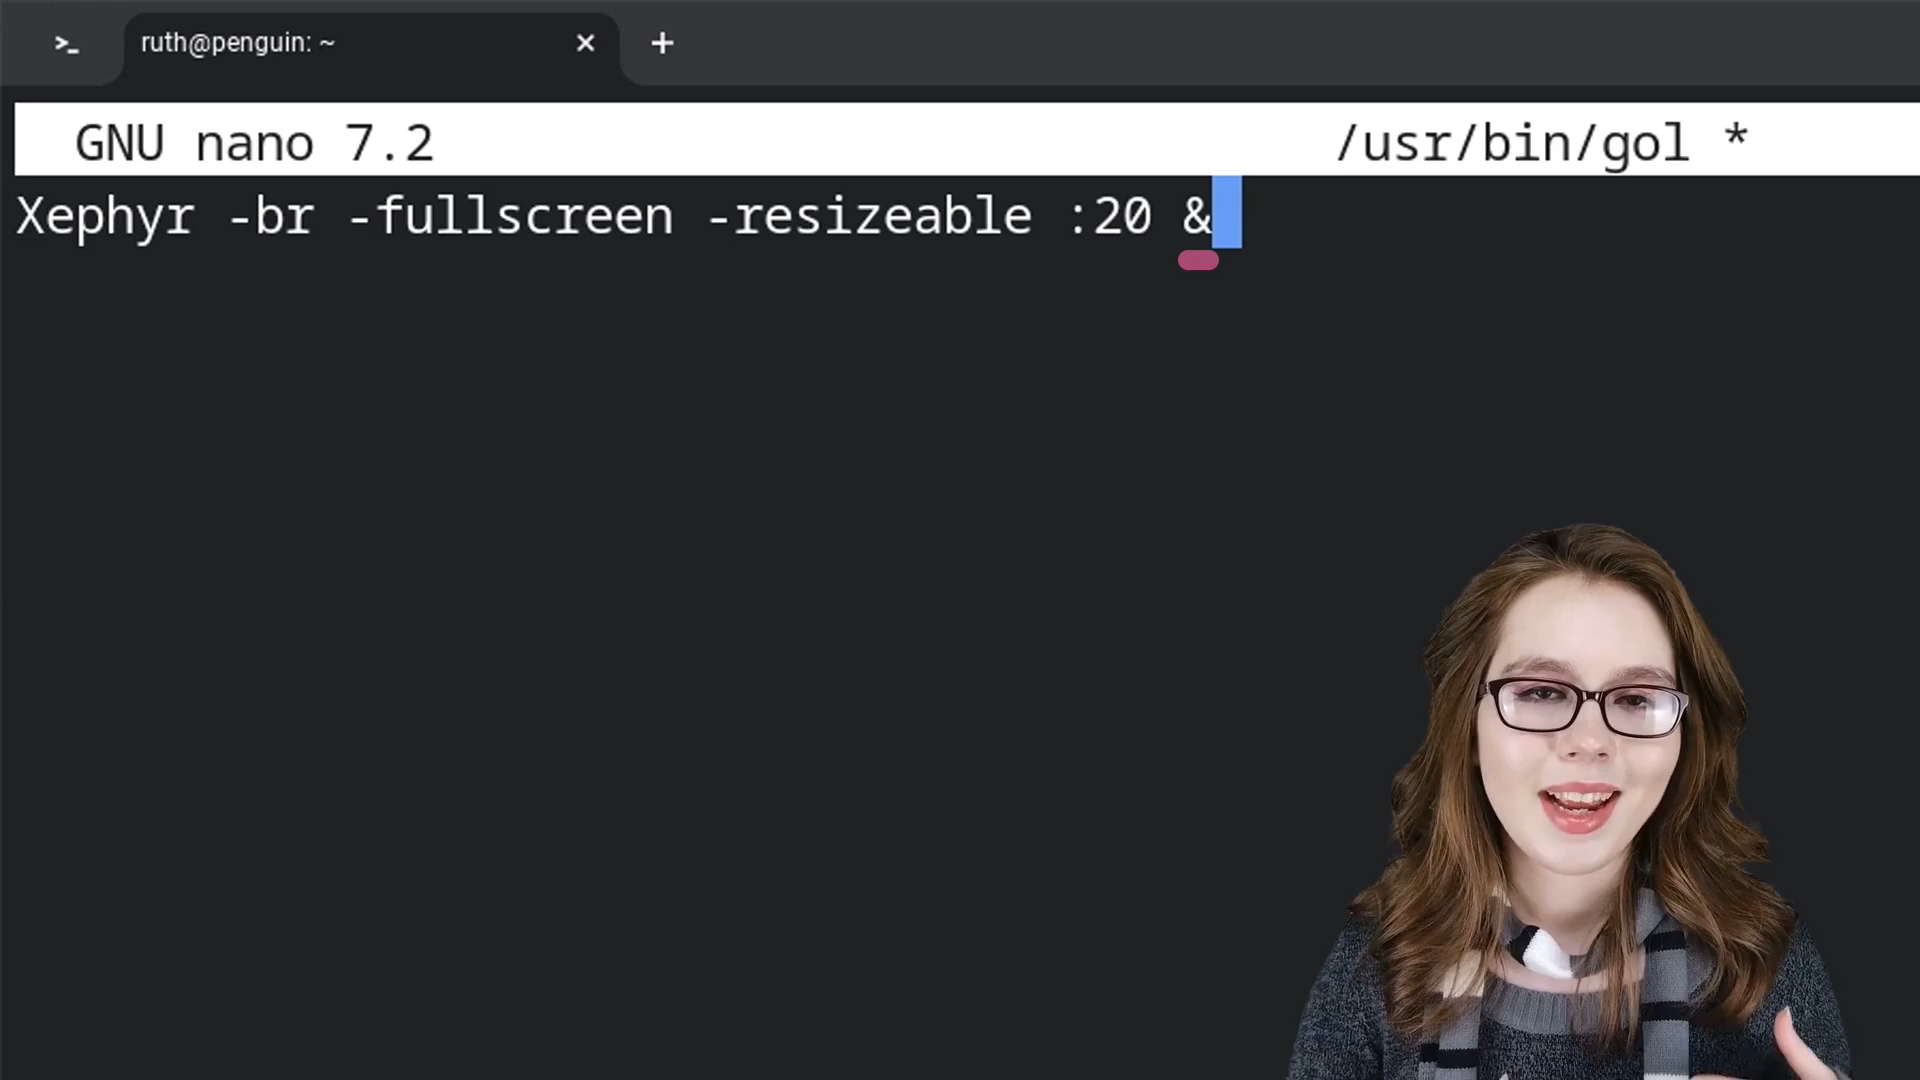 >_ ruth@penguin: ~ × +
GNU nano 7.2 /usr/bin/gol *
Xephyr -br -fullscreen -resizeable :20 &